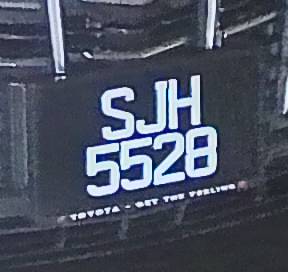 SJH
5528
TOYOTA - GET THE FEELING